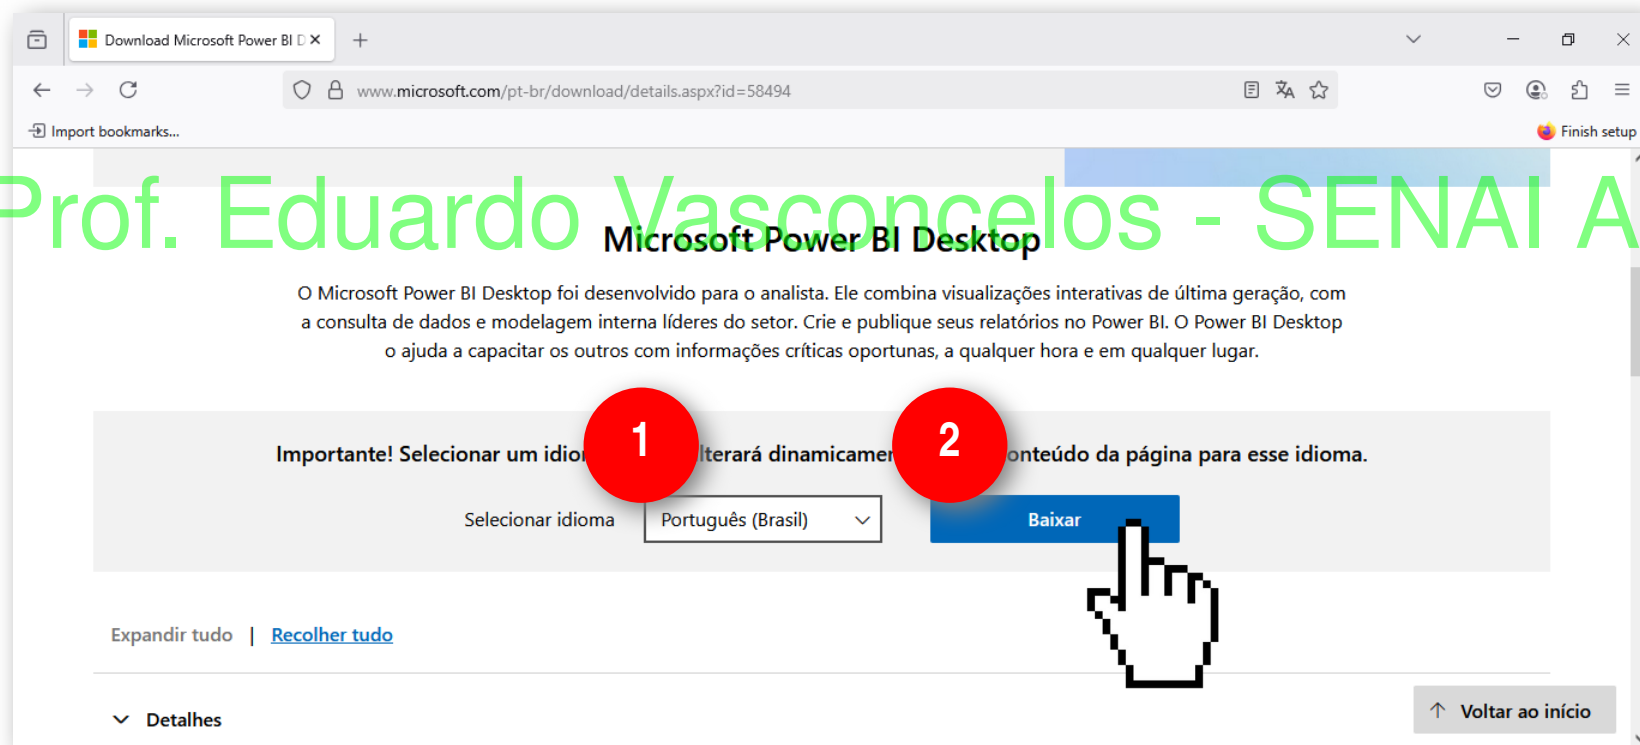 Download Microsoft Power BI D
www.microsoft.com/pt-br/download/details.aspx?id=58494
Import bookmarks...
Finish setup
Prof. Eduardo Vasconcelos - SENAI A
Microsoft Power BI Desktop
O Microsoft Power BI Desktop foi desenvolvido para o analista. Ele combina visualizações interativas de última geração, com
a consulta de dados e modelagem interna líderes do setor. Crie e publique seus relatórios no Power BI. O Power BI Desktop
o ajuda a capacitar os outros com informações críticas oportunas, a qualquer hora e em qualquer lugar.
1
2
Importante! Selecionar um da página para esse idioma.
Selecionar idioma
Português (Brasil)
Baixar
Expandir tudo | Recolher tudo
Detalhes
Voltar ao início